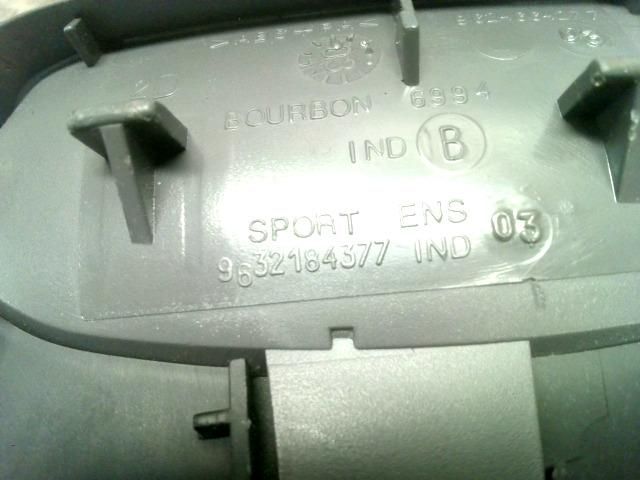 BOURBON 6994
IND B
SPORT ENS 03
9632184377 IND